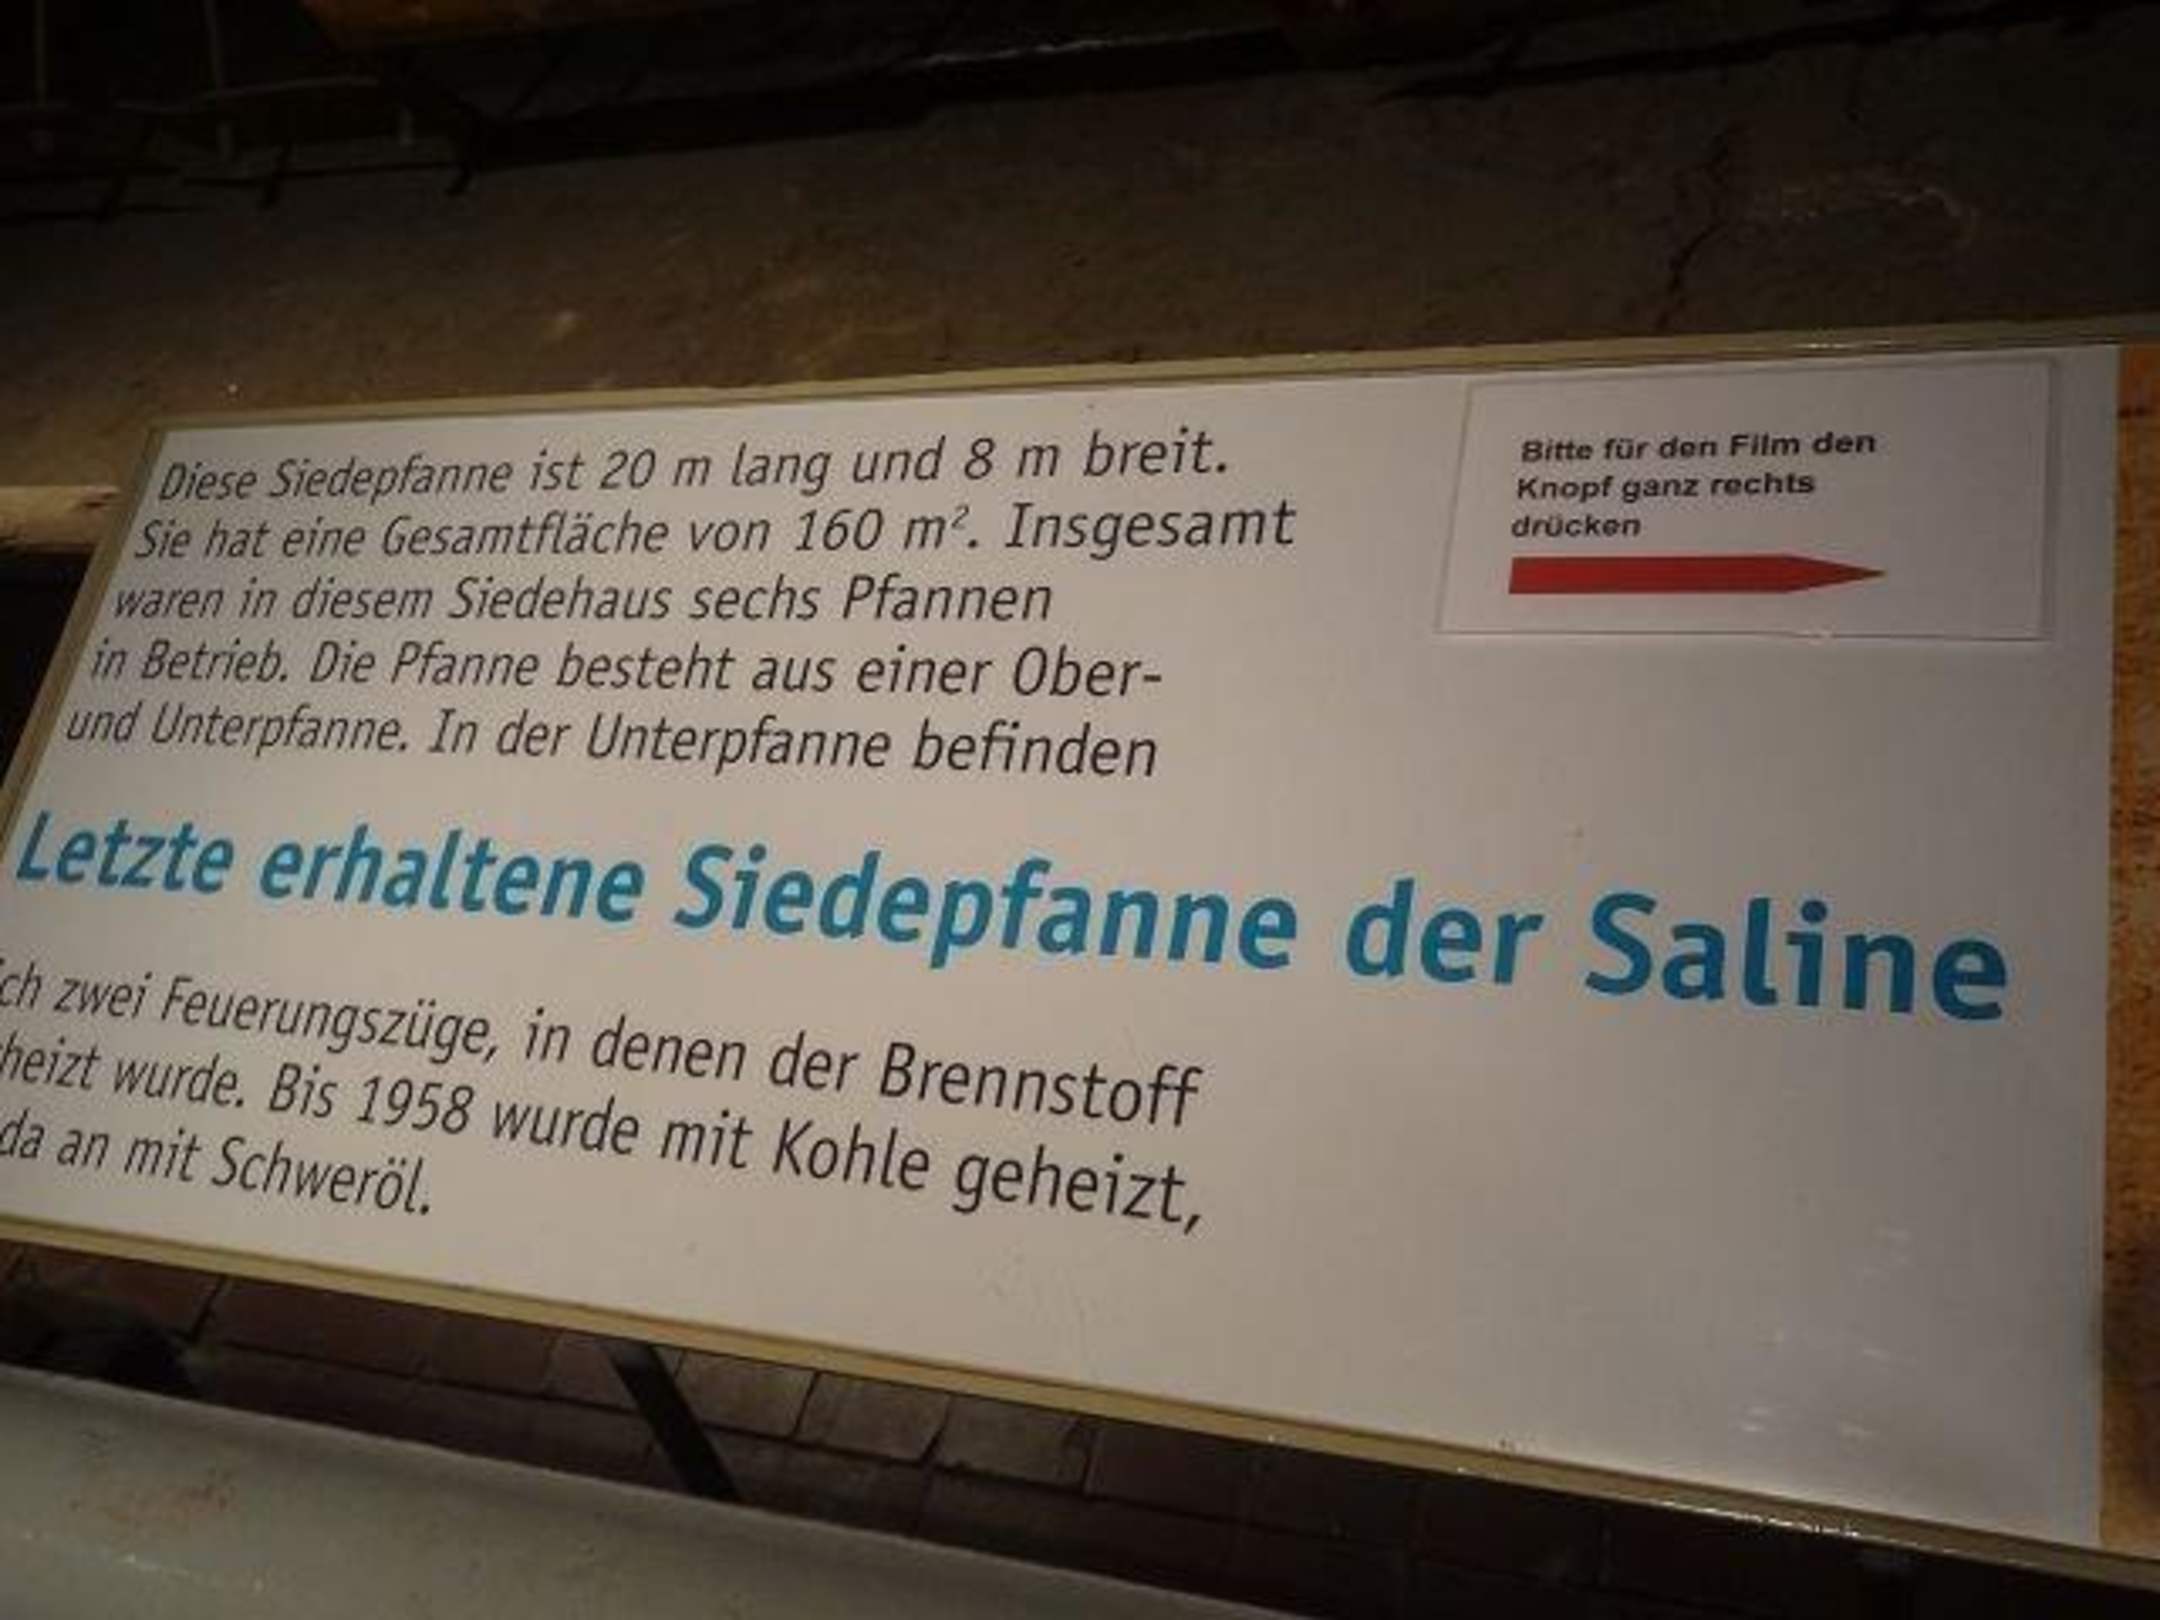 Diese Siedepfanne ist 20 m lang und 8 m breit.
Sie hat eine Gesamtfläche von 160 m². Insgesamt
waren in diesem Siedehaus sechs Pfannen
in Betrieb. Die Pfanne besteht aus einer Ober-
und Unterpfanne. In der Unterpfanne befinden
Letzte erhaltene Siedepfanne der Saline
zwei Feuerungszüge, in denen der Brennstoff
wurde. Bis 1958 wurde mit Kohle geheizt,
da an mit Schweröl.
Bitte für den Film den
Knopf ganz rechts
drücken